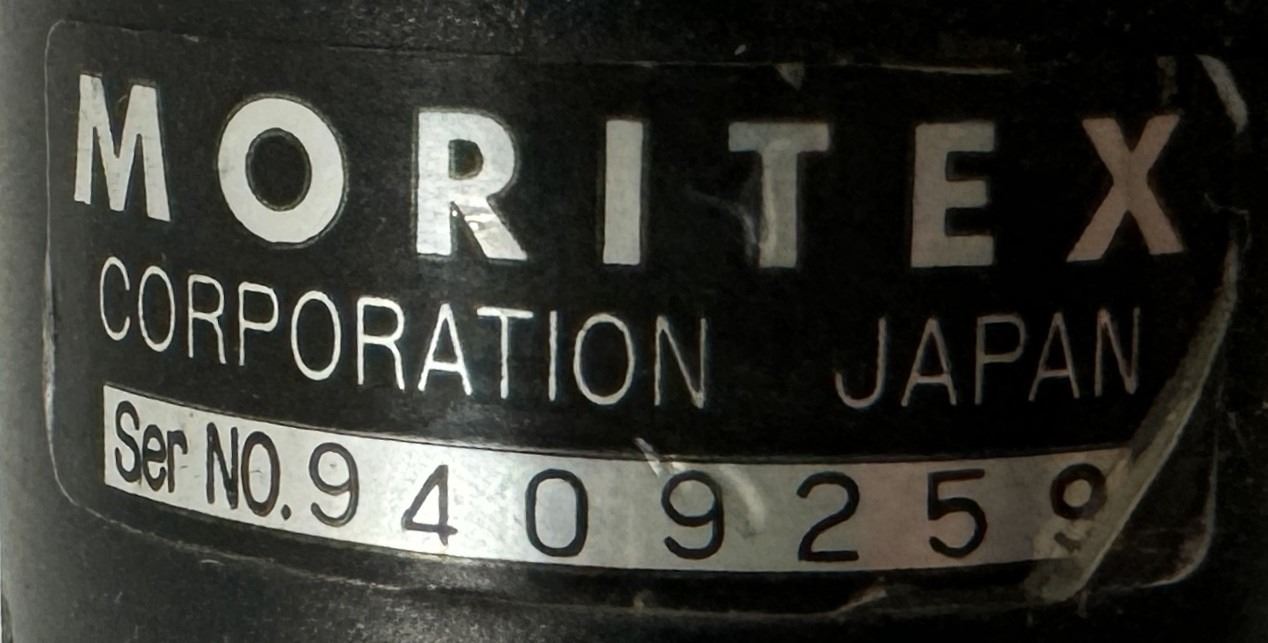 MORITEX
CORPORATION JAPAN
Ser NO. 9409259